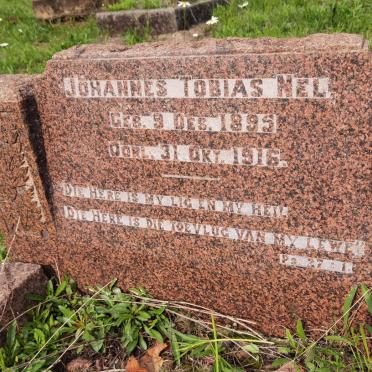 JOHANNES TOBIAS NEL.
GEB. 9 DES. 1895
OORL. 31 OKT. 1916.
DIE HERE IS MY LIG EN MY HEIL.
DIE HERE IS DIE TOEVLUG VAN MY LEWE.
PS. 27 - 1